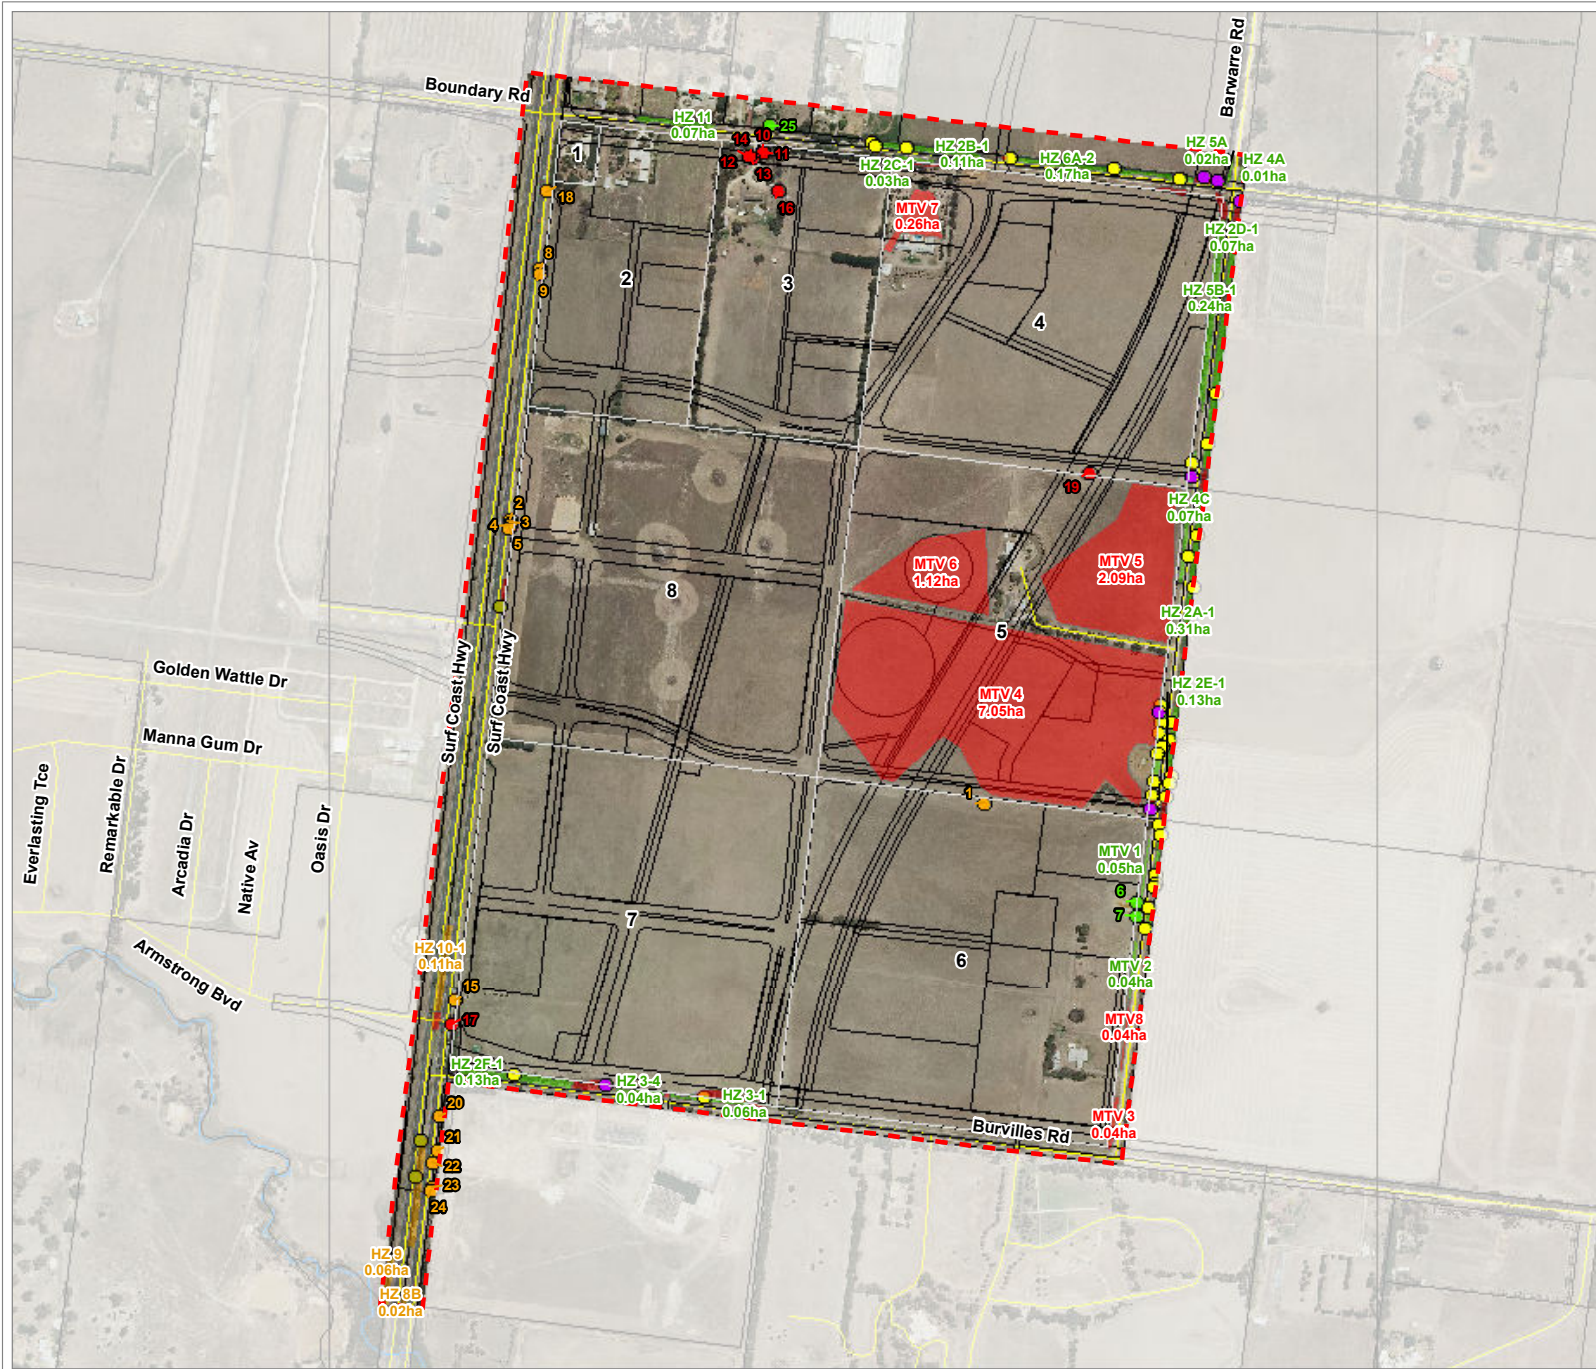 Boundary Rd
Barwarre Rd
HZ 11
0.07ha
25
14
10
11
12
13
16
1
18
HZ 2C-1
0.03ha
HZ 2B-1
0.11ha
HZ 6A-2
0.17ha
HZ 5A
0.02ha
HZ 4A
0.01ha
MTV 7
0.26ha
HZ 2D-1
0.07ha
HZ 5B-1
0.24ha
8
9
2
3
4
19
2
4
3
5
HZ 4C
0.07ha
MTV 6
1.12ha
MTV 5
2.09ha
8
5
HZ 2A-1
0.31ha
Golden Wattle Dr
Surf Coast Hwy
Surf Coast Hwy
MTV 4
7.05ha
HZ 2E-1
0.13ha
Manna Gum Dr
Everlasting Tce
Remarkable Dr
Arcadia Dr
Native Av
Oasis Dr
1
MTV 1
0.05ha
6
7
7
6
HZ 10-1
0.11ha
Armstrong Bvd
MTV 2
0.04ha
15
17
MTV8
0.04ha
HZ 2F-1
0.13ha
HZ 3-4
0.04ha
HZ 3-1
0.06ha
20
21
22
23
24
MTV 3
0.04ha
Burvilles Rd
HZ 9
0.06ha
HZ 8B
0.02ha